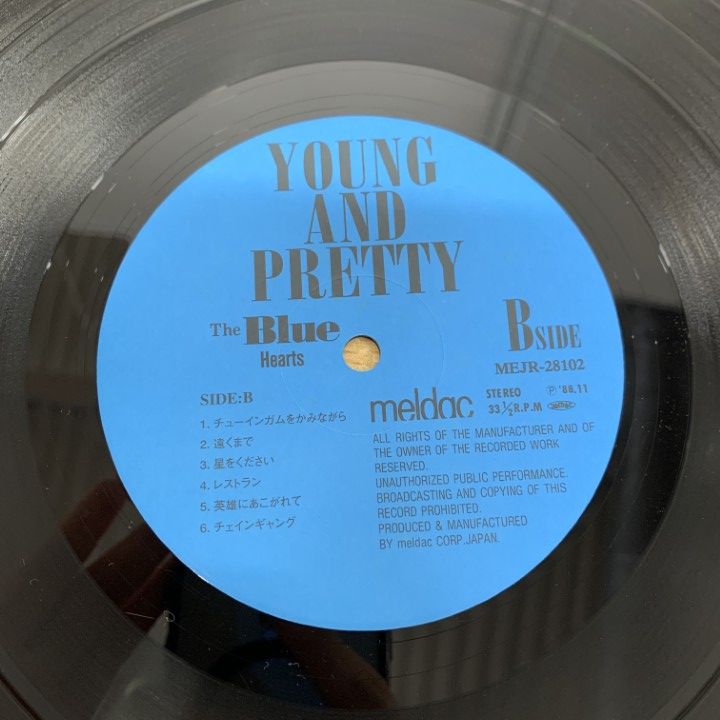 YOUNG
AND
PRETTY
The Blue
Hearts
BSIDE
MEJR-28102
SIDE:B
1. チューインガムをかみながら
2. 遠くまで
3. 星をください
4. レストラン
5. 英雄にあこがれて
6. チェインギャング
meldac
STEREO Ⓟ'88.11
33⅓R.P.M
ALL RIGHTS OF THE MANUFACTURER AND OF
THE OWNER OF THE RECORDED WORK
RESERVED.
UNAUTHORIZED PUBLIC PERFORMANCE.
BROADCASTING AND COPYING OF THIS
RECORD PROHIBITED.
PRODUCED & MANUFACTURED
BY meldac CORP.JAPAN.